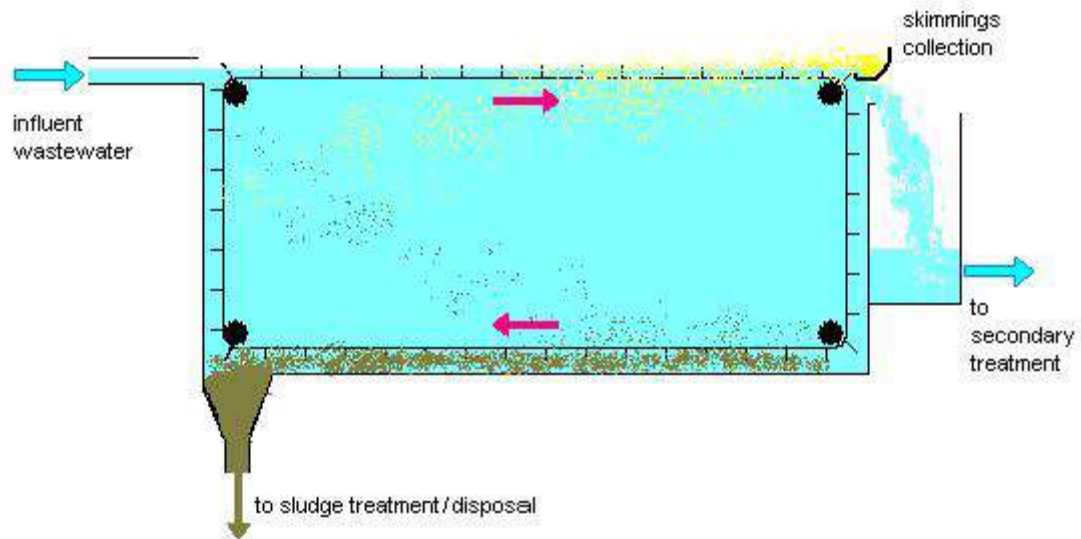 skimmings
collection
influent
wastewater
to
secondary
treatment
to sludge treatment/disposal